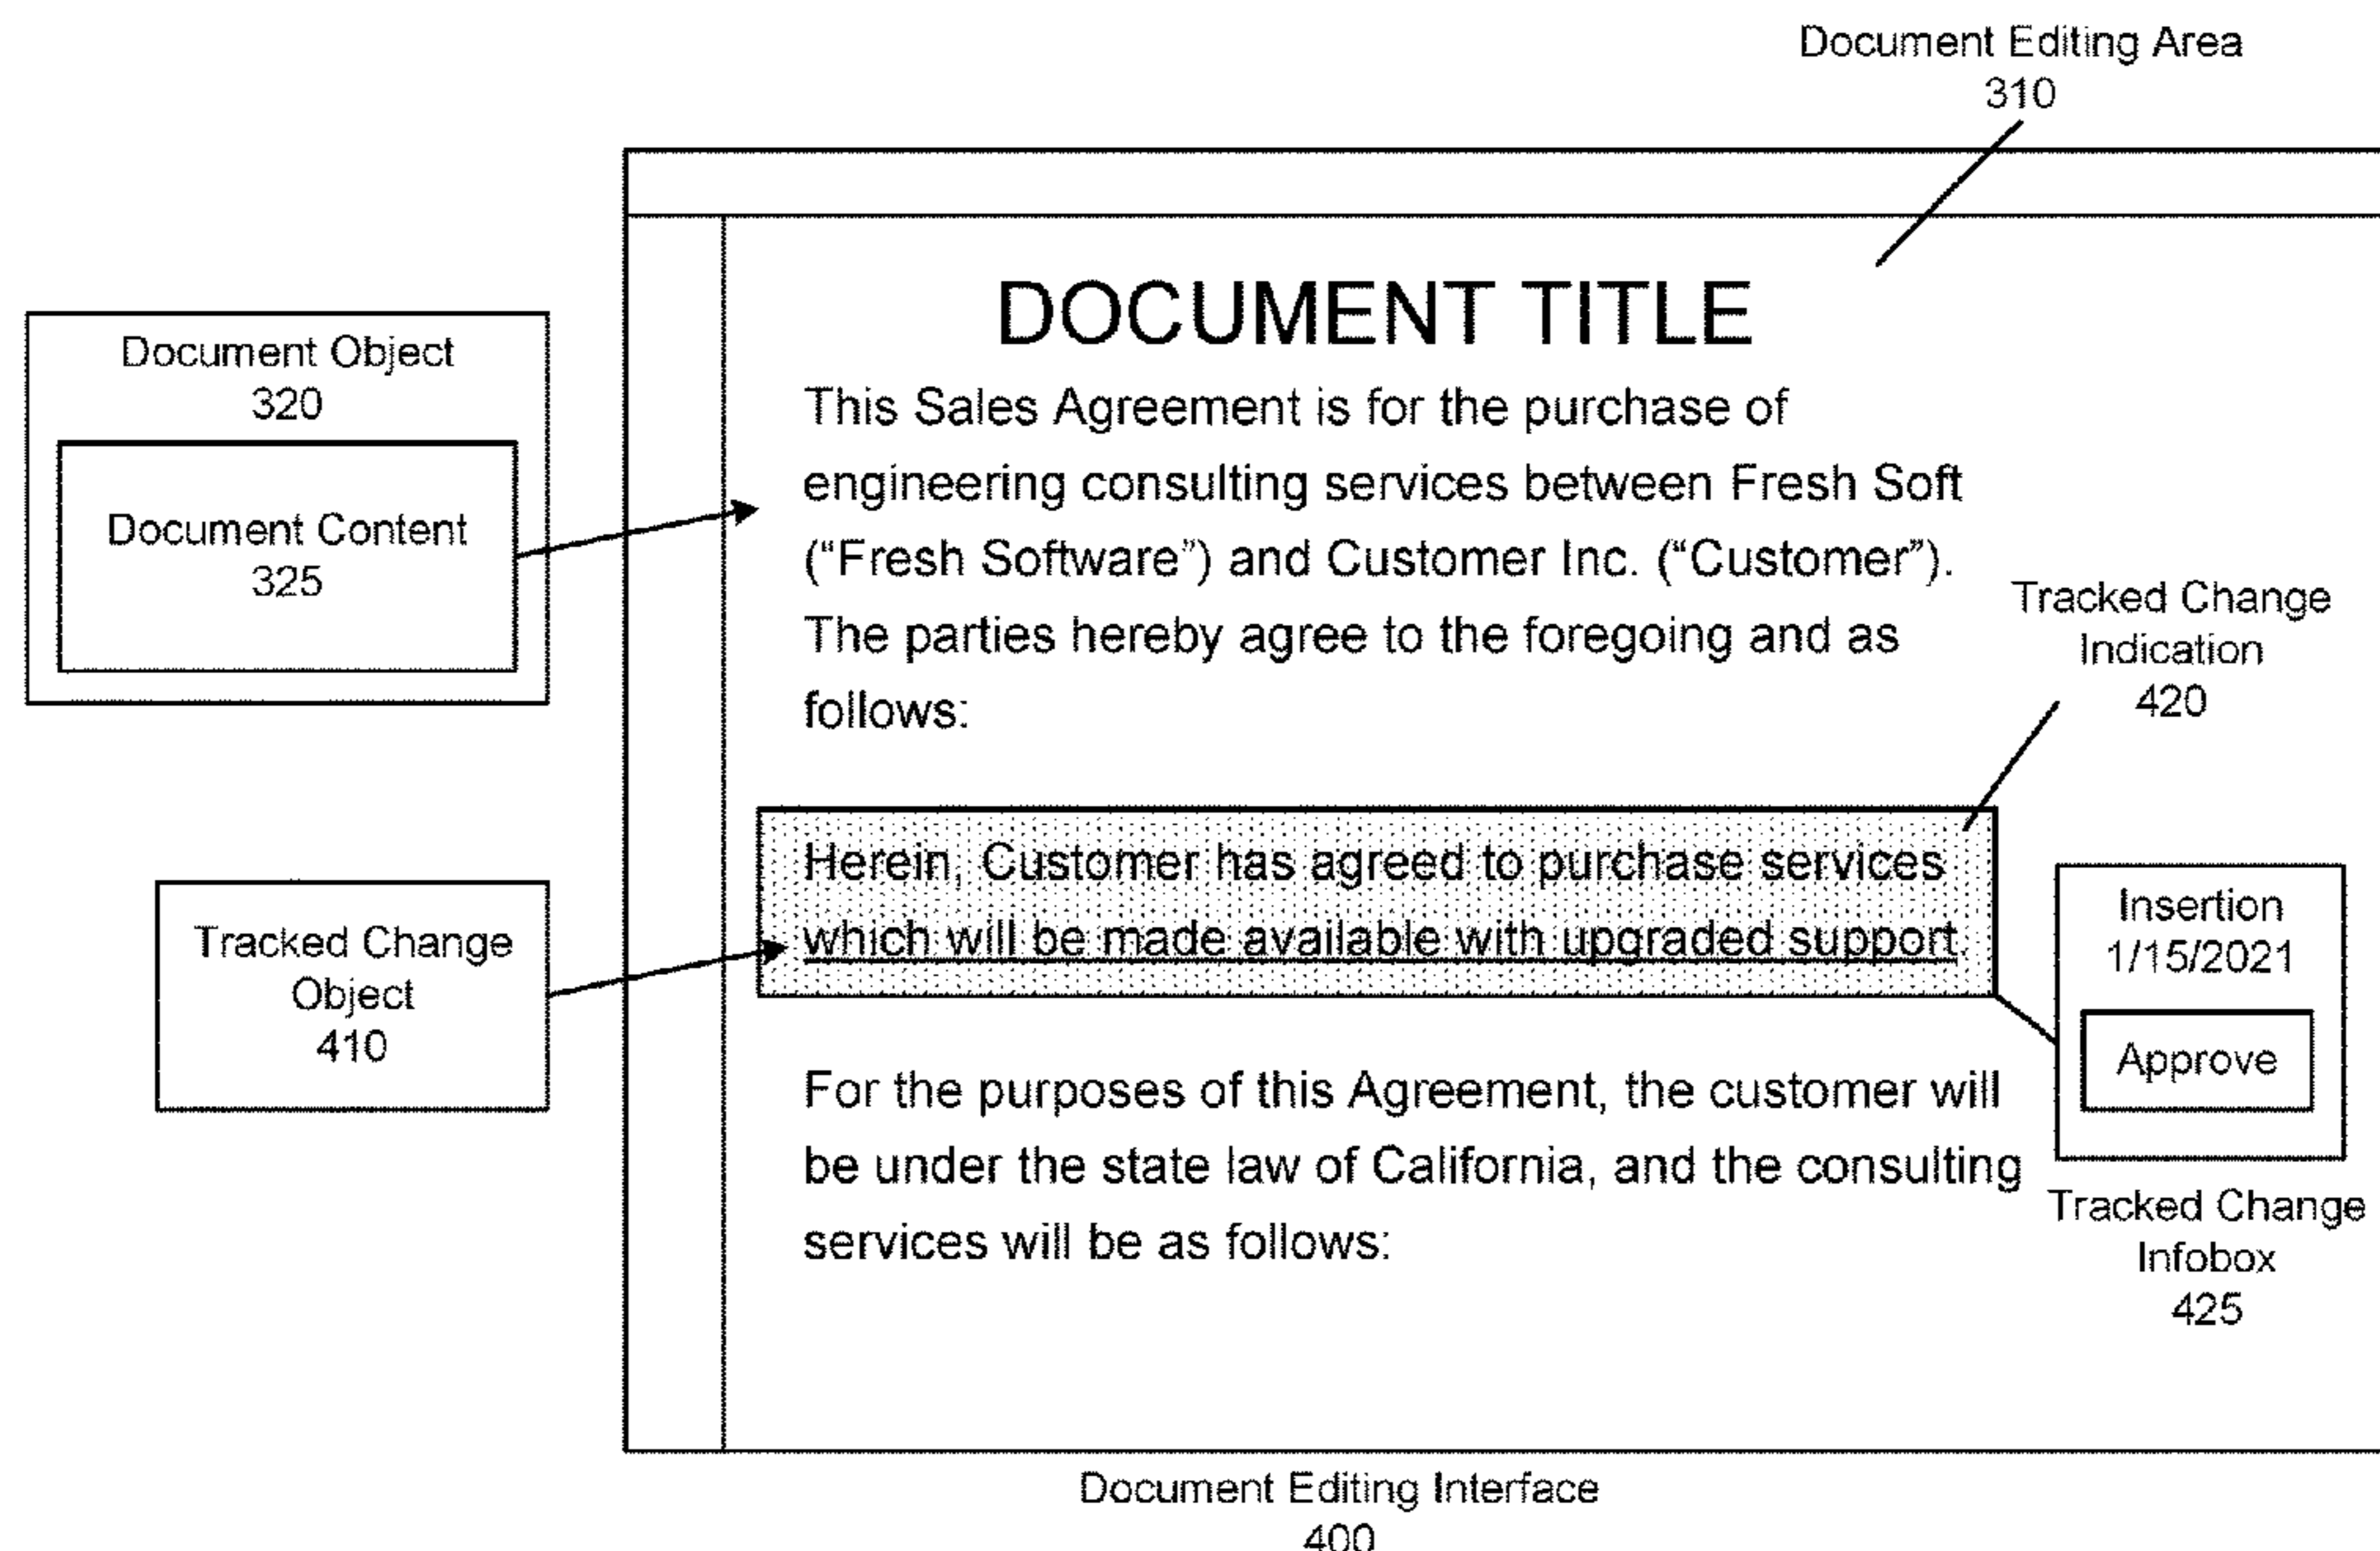 Document Editing Area
310
Document Object
320
Document Content
325
DOCUMENT TITLE
This Sales Agreement is for the purchase of
engineering consulting services between Fresh Soft
(“Fresh Software”) and Customer Inc. (“Customer”).
The parties hereby agree to the foregoing and as
follows:
Tracked Change
Indication
420
Herein, Customer has agreed to purchase services
which will be made available with upgraded support.
Tracked Change
Object
410
Insertion
1/15/2021
Approve
Tracked Change
Infobox
425
For the purposes of this Agreement, the customer will
be under the state law of California, and the consulting
services will be as follows:
Document Editing Interface
400